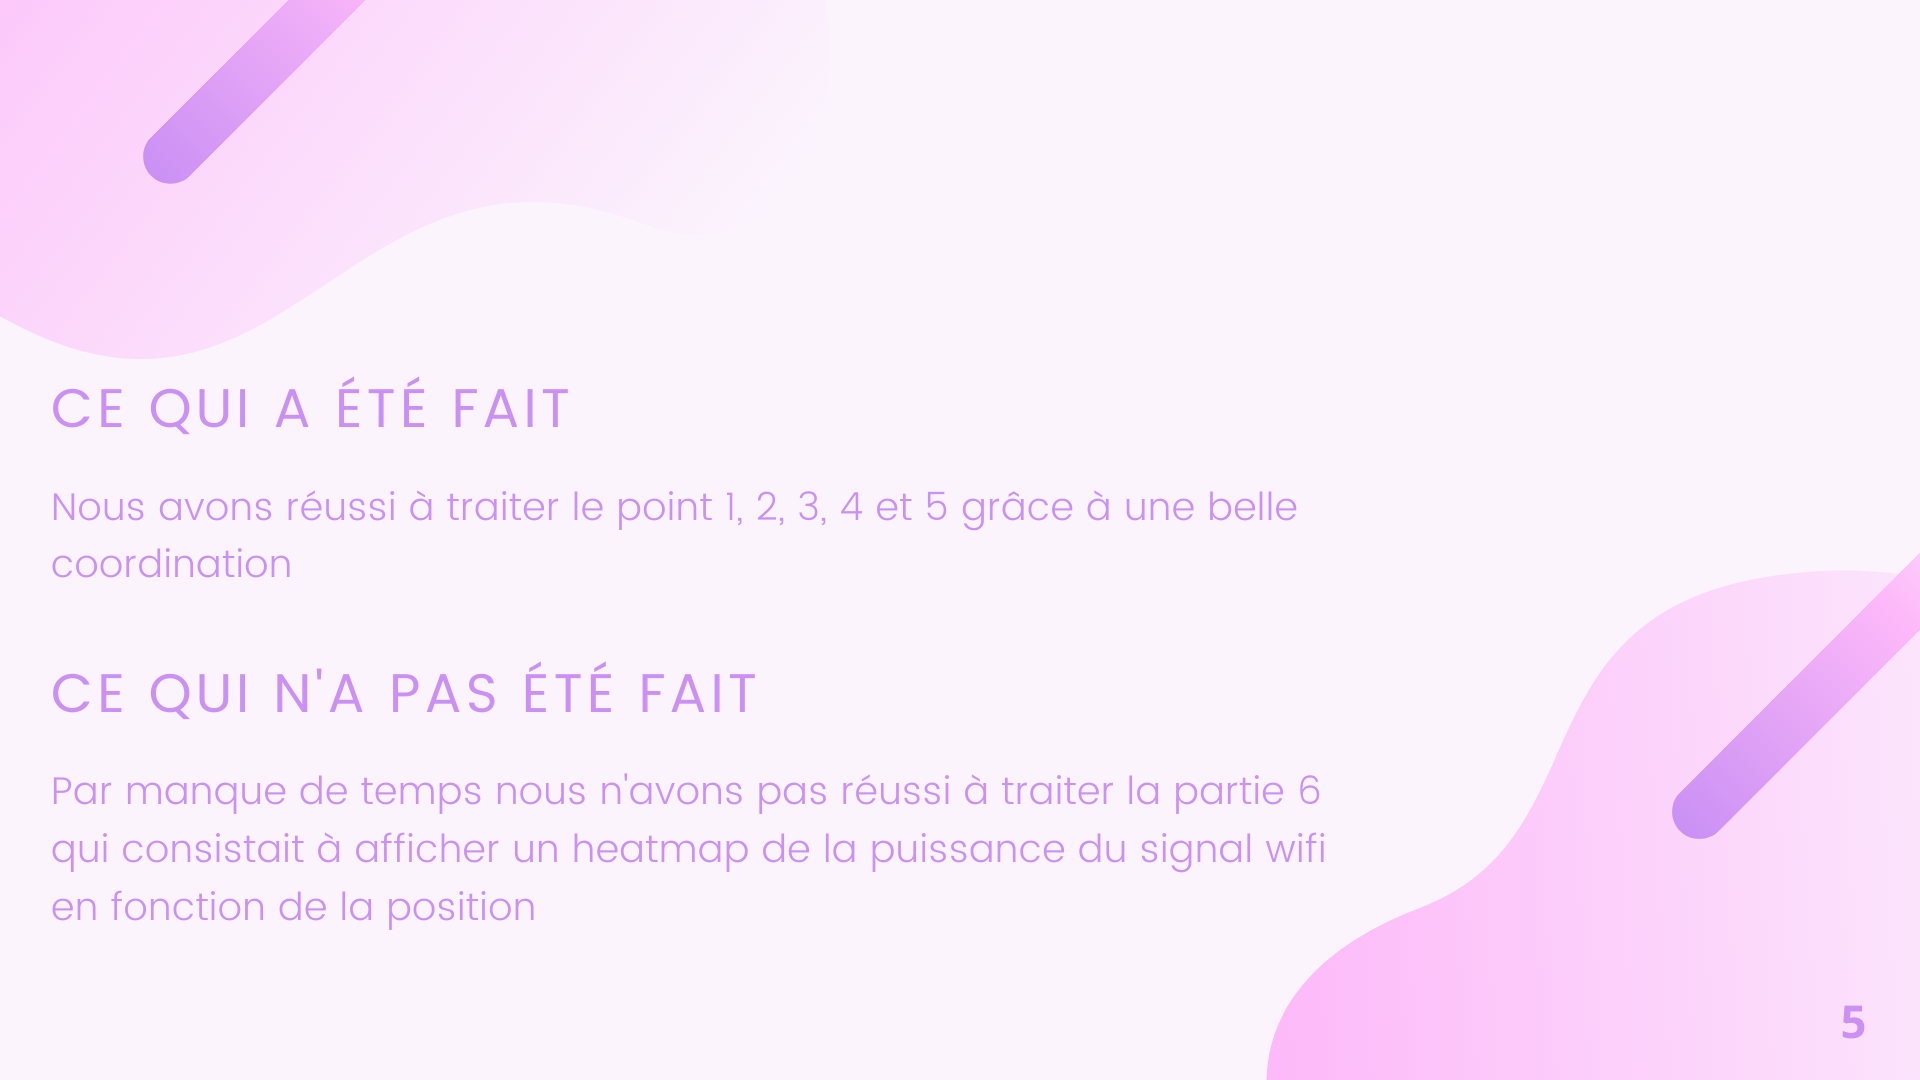 CE QUI A ÉTÉ FAIT
Nous avons réussi à traiter le point 1, 2, 3, 4 et 5 grâce à une belle
coordination
CE QUI N'A PAS ÉTÉ FAIT
Par manque de temps nous n'avons pas réussi à traiter la partie 6
qui consistait à afficher un heatmap de la puissance du signal wifi
en fonction de la position
5